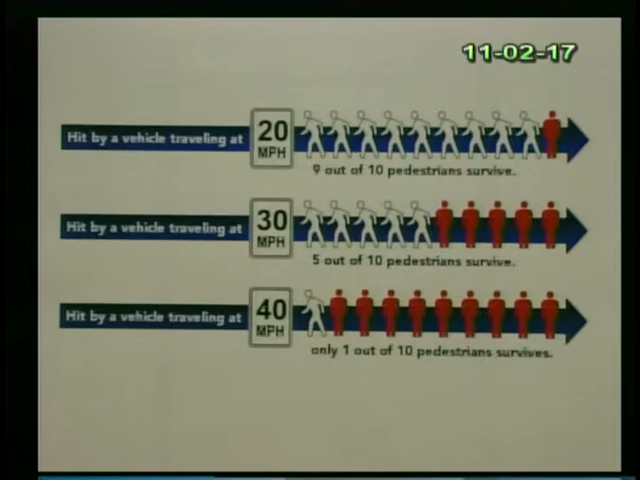 11-02-17
Hit by a vehicle traveling at 20 MPH
9 out of 10 pedestrians survive.
Hit by a vehicle traveling at 30 MPH
5 out of 10 pedestrians survive.
Hit by a vehicle traveling at 40 MPH
only 1 out of 10 pedestrians survives.